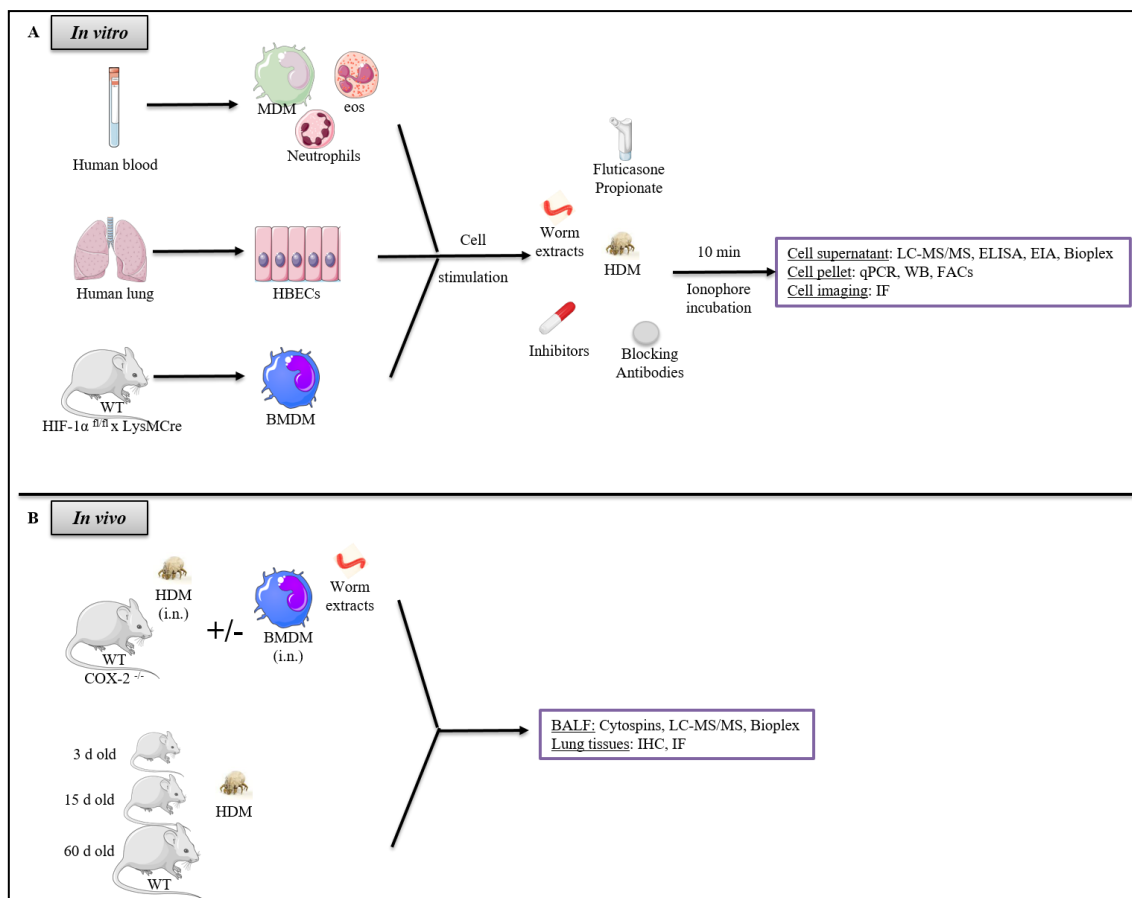 A
In vitro
Human blood
MDM
eos
Neutrophils
Human lung
HBECs
WT
HIF-1α fl/fl x LysMCre
BMDM
Cell
stimulation
Fluticasone
Propionate
Worm
extracts
HDM
Inhibitors
Blocking
Antibodies
10 min
Ionophore
incubation
Cell supernatant: LC-MS/MS, ELISA, EIA, Bioplex
Cell pellet: qPCR, WB, FACs
Cell imaging: IF
B
In vivo
HDM
(i.n.)
WT
COX-2 -/-
+/-
BMDM
(i.n.)
Worm
extracts
3 d old
15 d old
60 d old
WT
HDM
BALF: Cytospins, LC-MS/MS, Bioplex
Lung tissues: IHC, IF